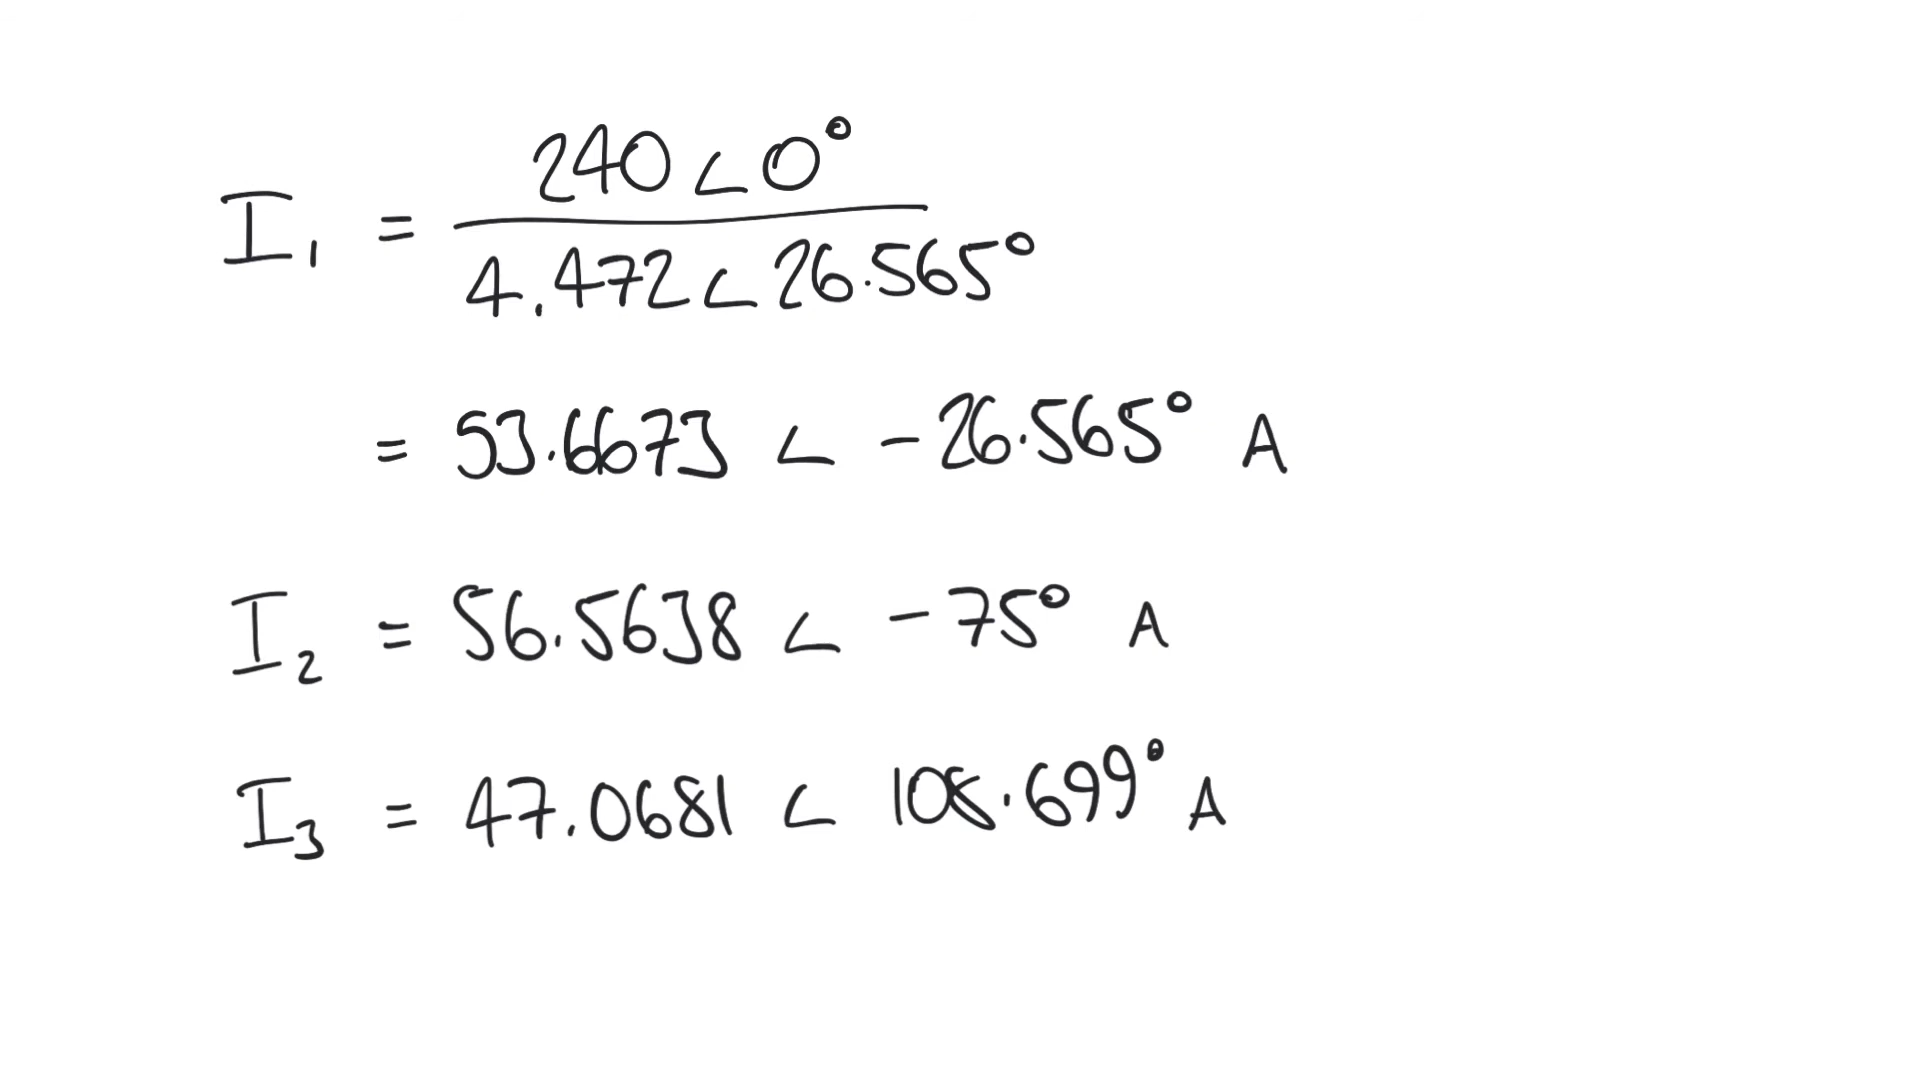 I₁ = 240 < 0° / 4.472 < 26.565°
= 53.6673 < -26.565° A
I₂ = 56.5638 < -75° A
I₃ = 47.0681 < 108.699° A